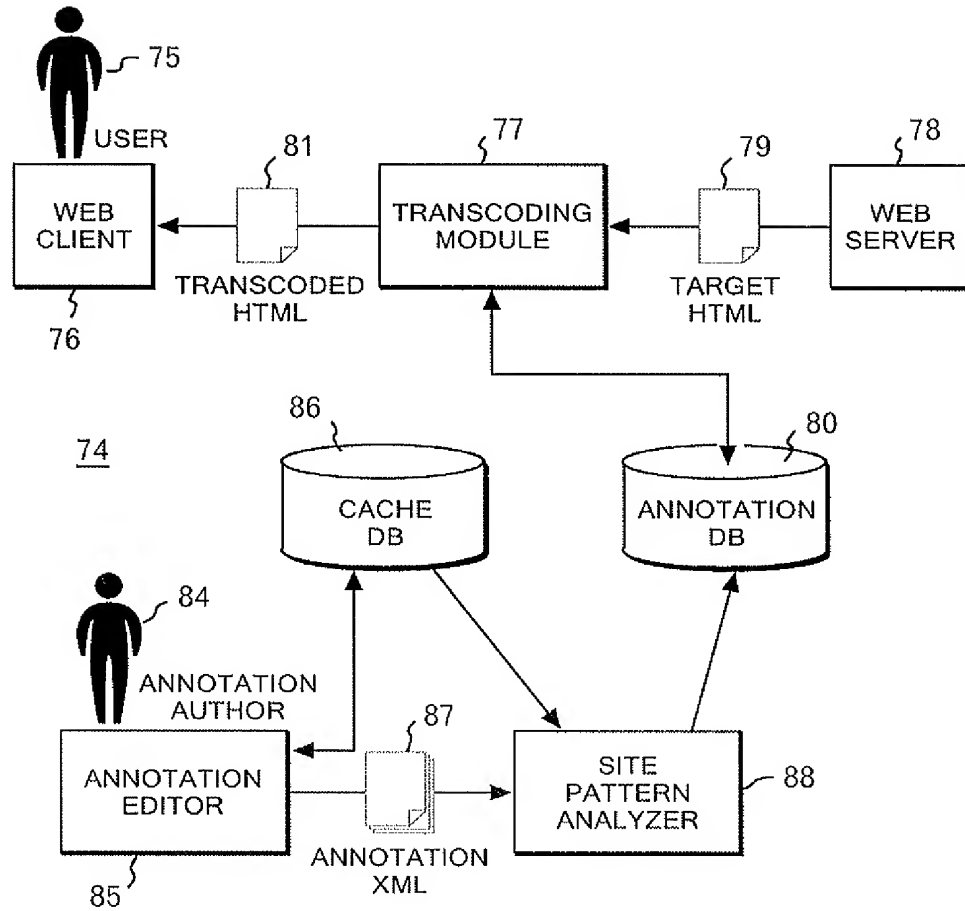 75
USER
81
77
79
78
WEB
CLIENT
TRANSCODING
MODULE
WEB
SERVER
76
TRANSCODED
HTML
TARGET
HTML
74
86
80
CACHE
DB
ANNOTATION
DB
84
ANNOTATION
AUTHOR
87
ANNOTATION
EDITOR
SITE
PATTERN
ANALYZER
88
85
ANNOTATION
XML